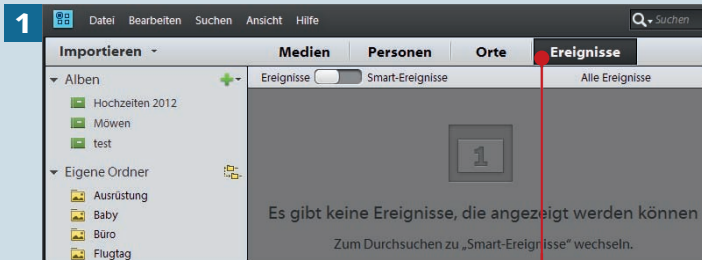 1
Datei Bearbeiten Suchen Ansicht Hilfe
Suchen
Importieren Medien Personen Orte Ereignisse
Alben
Ereignisse Smart-Ereignisse Alle Ereignisse
Hochzeiten 2012
Möwen
test
1
Eigene Ordner
Ausrüstung
Baby
Büro
Flugtag
Es gibt keine Ereignisse, die angezeigt werden können
Zum Durchsuchen zu „Smart-Ereignisse“ wechseln.